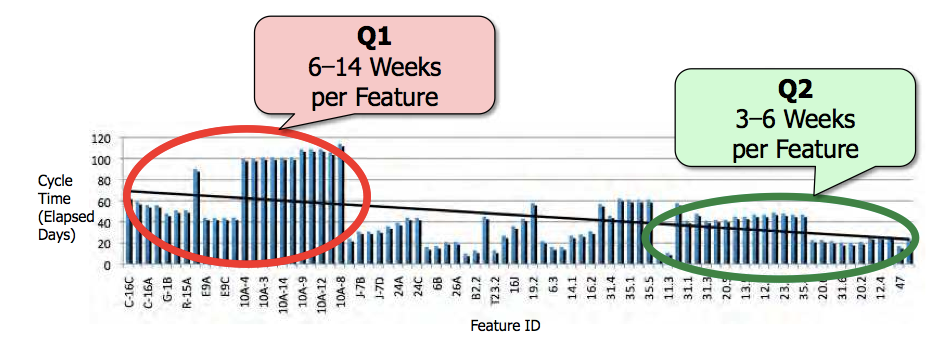 Q1
6–14 Weeks
per Feature
Q2
3–6 Weeks
per Feature
Cycle
Time
(Elapsed
Days)
120
100
80
60
40
20
0
C-16C
C-16A
G-1B
R-15A
E9A
E9C
10A-4
10A-3
10A-14
10A-9
10A-12
10A-8
J-7B
J-7D
24A
24C
6B
26A
B2.2
T23.2
16J
19.2
6.3
14.1
16.2
31.4
35.1
35.5
11.3
31.1
31.3
20.
13.
12.
23.
35.
20.
31.6
20.2
12.4
47
Feature ID